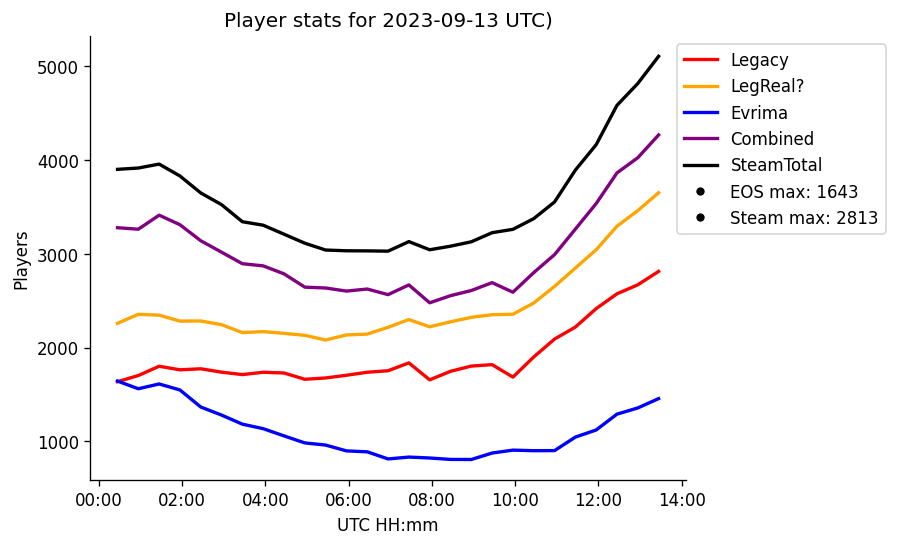 Player stats for 2023-09-13 UTC)
5000
4000
3000
2000
1000
Players
00:00
02:00
04:00
06:00
08:00
10:00
12:00
14:00
UTC HH:mm
Legacy
LegReal?
Evrima
Combined
SteamTotal
EOS max: 1643
Steam max: 2813